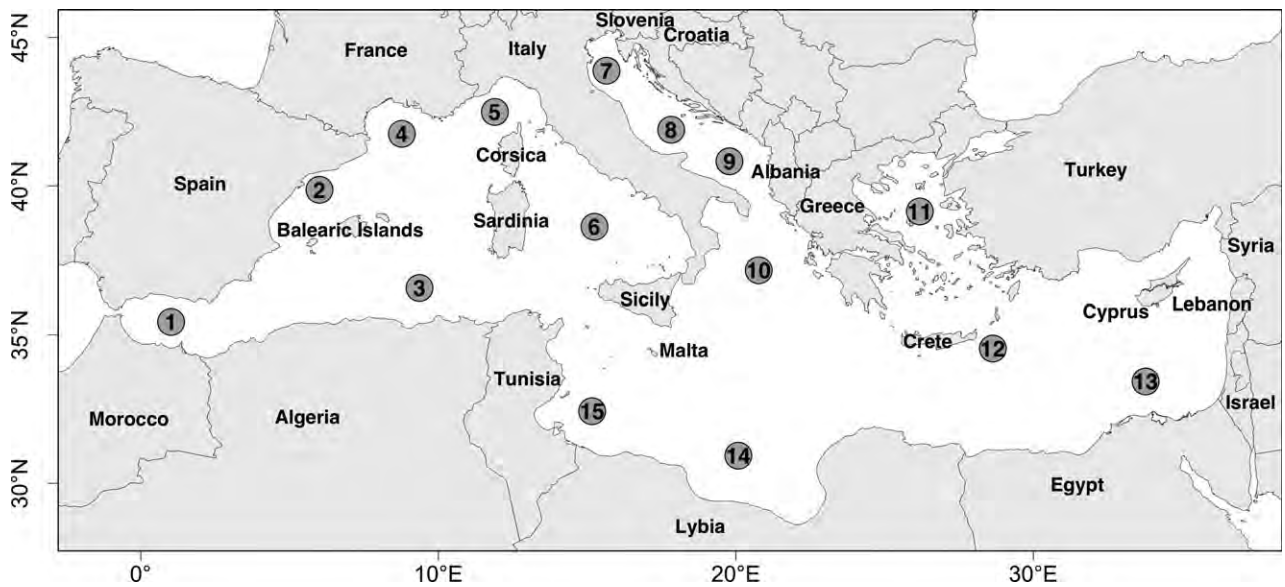 45°N
Slovenia
Croatia
France
Italy
7
5
4
8
9
Corsica
40°N
Spain
2
Albania
Turkey
Greece
11
Sardinia
6
Balearic Islands
Syria
10
3
Sicily
Cyprus
Lebanon
35°N
1
Crete
12
Malta
Tunisia
13
Israel
Morocco
Algeria
15
14
30°N
Egypt
Lybia
0°
10°E
20°E
30°E